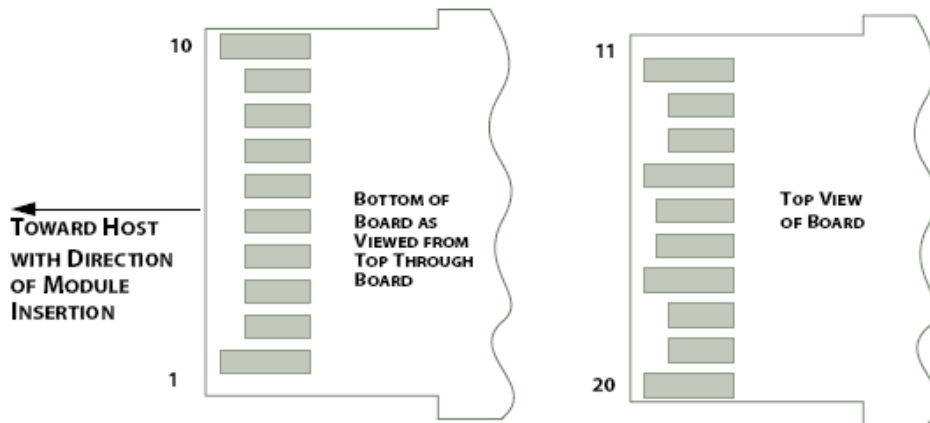 10
11
TOWARD HOST
WITH DIRECTION
OF MODULE
INSERTION
BOTTOM OF
BOARD AS
VIEWED FROM
TOP THROUGH
BOARD
TOP VIEW
OF BOARD
1
20